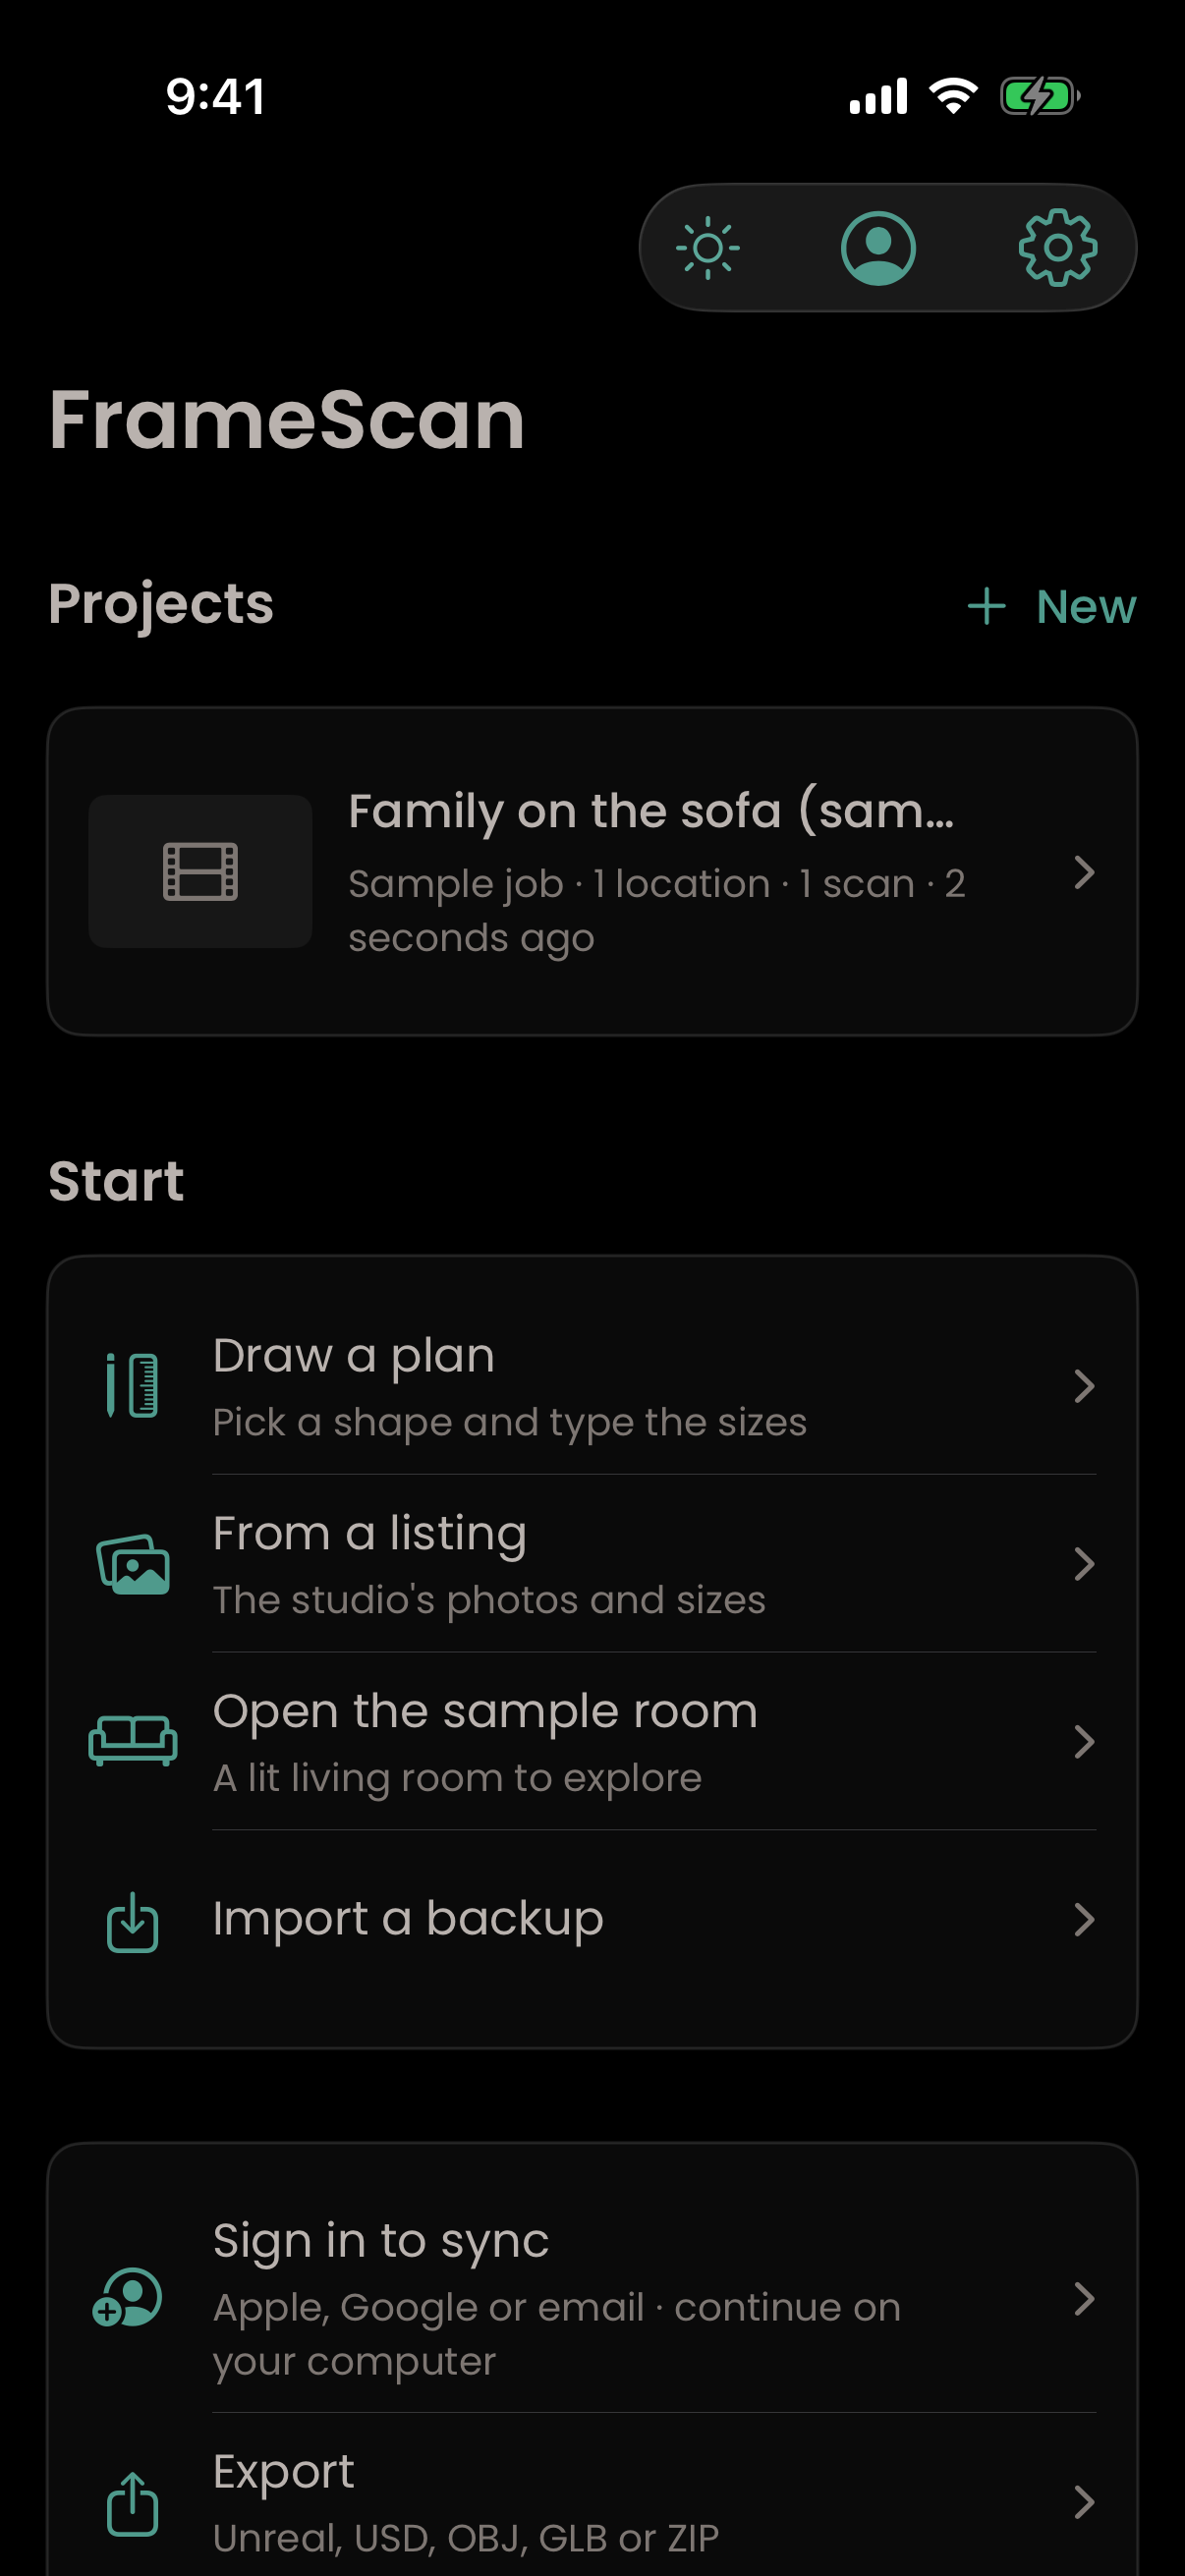 9:41
FrameScan
Projects
+ New
Family on the sofa (sam...
Sample job · 1 location · 1 scan · 2
seconds ago
Start
Draw a plan
Pick a shape and type the sizes
From a listing
The studio's photos and sizes
Open the sample room
A lit living room to explore
Import a backup
Sign in to sync
Apple, Google or email · continue on
your computer
Export
Unreal, USD, OBJ, GLB or ZIP